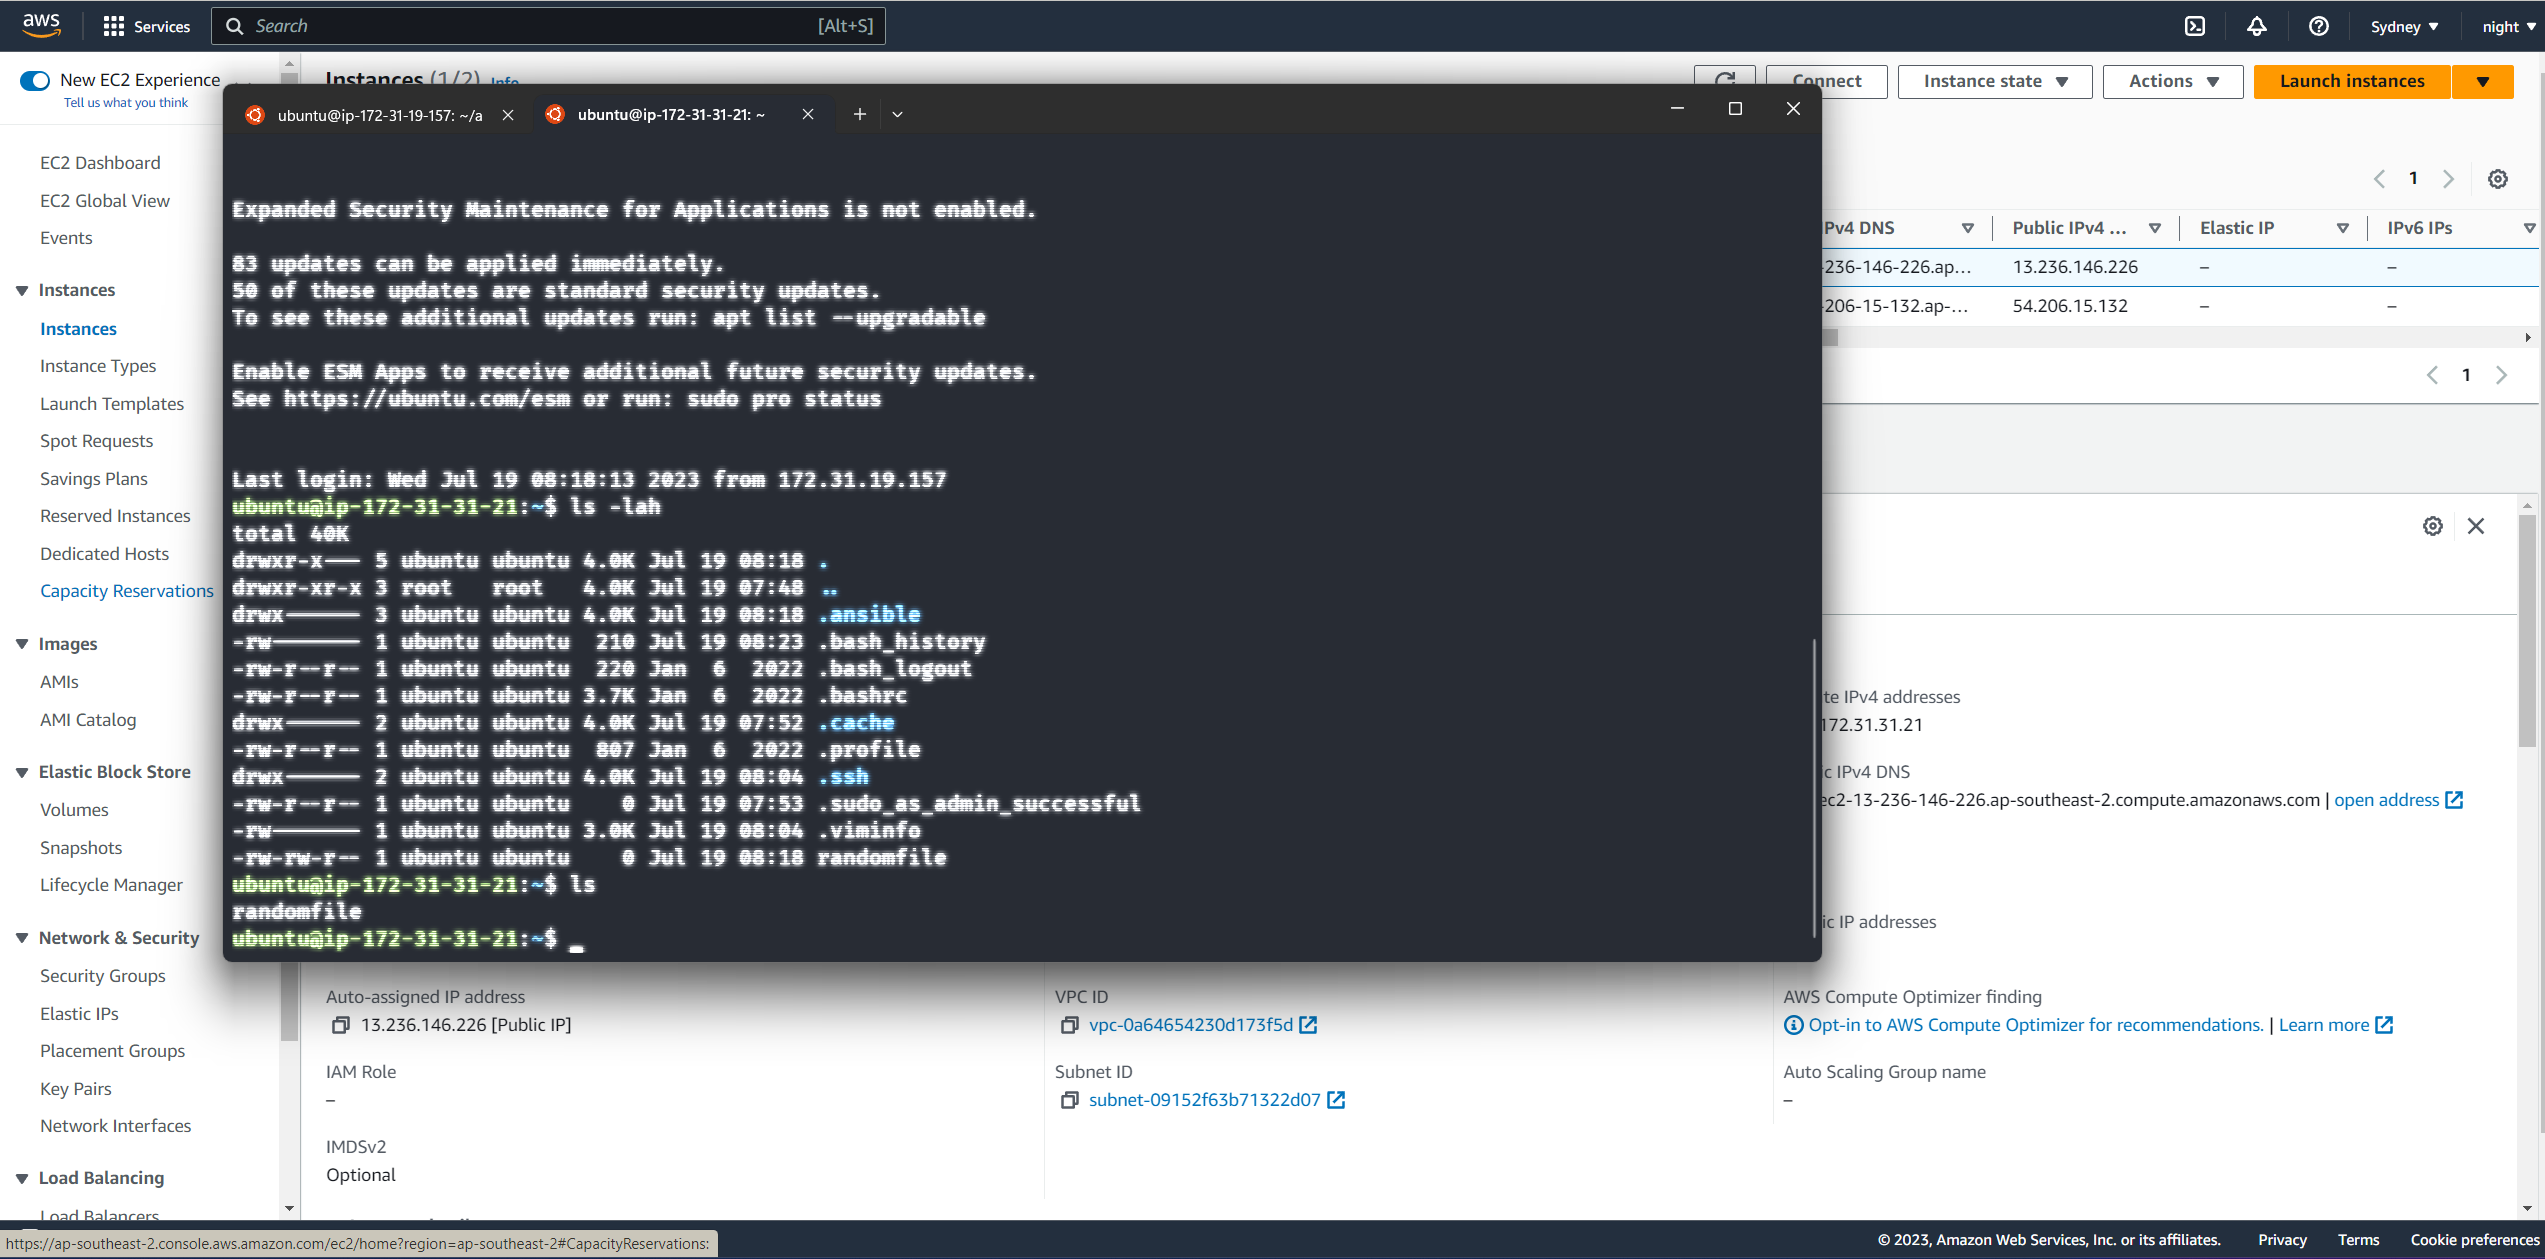 aws
Services
Search
[Alt+S]
Sydney
night
New EC2 Experience
Tell us what you think
EC2 Dashboard
EC2 Global View
Events
Instances
Instances
Instance Types
Launch Templates
Spot Requests
Savings Plans
Reserved Instances
Dedicated Hosts
Capacity Reservations
Images
AMIs
AMI Catalog
Elastic Block Store
Volumes
Snapshots
Lifecycle Manager
Network & Security
Security Groups
Elastic IPs
Placement Groups
Key Pairs
Network Interfaces
Load Balancing
Load Balancers
Instances (1/2) Info
Connect
Instance state
Actions
Launch instances
1
IPv4 DNS
Public IPv4 ...
Elastic IP
IPv6 IPs
-236-146-226.ap...
13.236.146.226
–
–
-206-15-132.ap-...
54.206.15.132
–
–
1
ubuntu@ip-172-31-19-157: ~/a
ubuntu@ip-172-31-31-21: ~
Expanded Security Maintenance for Applications is not enabled.
83 updates can be applied immediately.
50 of these updates are standard security updates.
To see these additional updates run: apt list --upgradable
Enable ESM Apps to receive additional future security updates.
See https://ubuntu.com/esm or run: sudo pro status
Last login: Wed Jul 19 08:18:13 2023 from 172.31.19.157
ubuntu@ip-172-31-31-21:~$ ls -lah
total 40K
drwxr-x--- 5 ubuntu ubuntu 4.0K Jul 19 08:18 .
drwxr-xr-x 3 root   root   4.0K Jul 19 07:48 ..
drwx------ 3 ubuntu ubuntu 4.0K Jul 19 08:18 .ansible
-rw------- 1 ubuntu ubuntu  210 Jul 19 08:23 .bash_history
-rw-r--r-- 1 ubuntu ubuntu  220 Jan  6  2022 .bash_logout
-rw-r--r-- 1 ubuntu ubuntu 3.7K Jan  6  2022 .bashrc
drwx------ 2 ubuntu ubuntu 4.0K Jul 19 07:52 .cache
-rw-r--r-- 1 ubuntu ubuntu  807 Jan  6  2022 .profile
drwx------ 2 ubuntu ubuntu 4.0K Jul 19 08:04 .ssh
-rw-r--r-- 1 ubuntu ubuntu    0 Jul 19 07:53 .sudo_as_admin_successful
-rw------- 1 ubuntu ubuntu 3.0K Jul 19 08:04 .viminfo
-rw-rw-r-- 1 ubuntu ubuntu    0 Jul 19 08:18 randomfile
ubuntu@ip-172-31-31-21:~$ ls
randomfile
ubuntu@ip-172-31-31-21:~$
te IPv4 addresses
172.31.31.21
ic IPv4 DNS
ec2-13-236-146-226.ap-southeast-2.compute.amazonaws.com | open address
ic IP addresses
Auto-assigned IP address
13.236.146.226 [Public IP]
IAM Role
–
IMDSv2
Optional
VPC ID
vpc-0a64654230d173f5d
Subnet ID
subnet-09152f63b71322d07
AWS Compute Optimizer finding
Opt-in to AWS Compute Optimizer for recommendations. | Learn more
Auto Scaling Group name
–
https://ap-southeast-2.console.aws.amazon.com/ec2/home?region=ap-southeast-2#CapacityReservations:
© 2023, Amazon Web Services, Inc. or its affiliates.
Privacy
Terms
Cookie preferences